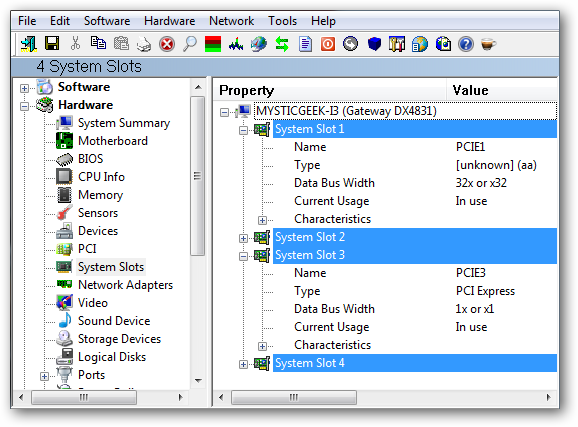 File Edit Software Hardware Network Tools Help
4 System Slots
Software
Hardware
System Summary
Motherboard
BIOS
CPU Info
Memory
Sensors
Devices
PCI
System Slots
Network Adapters
Video
Sound Device
Storage Devices
Logical Disks
Ports
Property Value
MYSTICGEEK-I3 (Gateway DX4831)
System Slot 1
Name PCIE1
Type [unknown] (aa)
Data Bus Width 32x or x32
Current Usage In use
Characteristics
System Slot 2
System Slot 3
Name PCIE3
Type PCI Express
Data Bus Width 1x or x1
Current Usage In use
Characteristics
System Slot 4